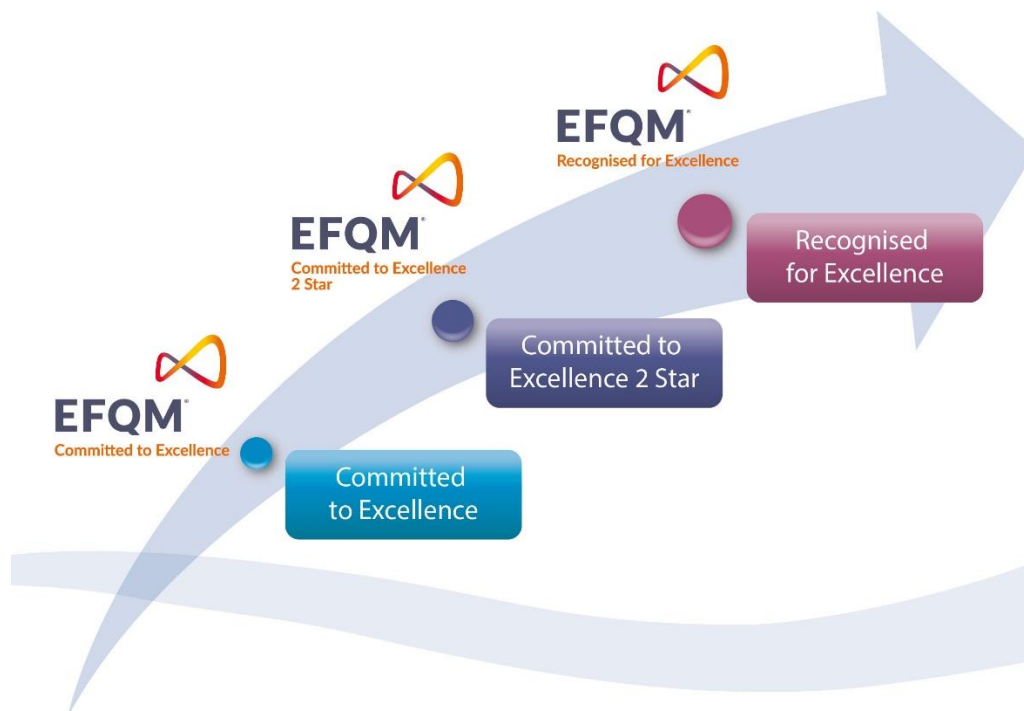 EFQM®
Recognised for Excellence
Recognised
for Excellence
EFQM®
Committed to Excellence
2 Star
Committed to
Excellence 2 Star
EFQM®
Committed to Excellence
Committed
to Excellence